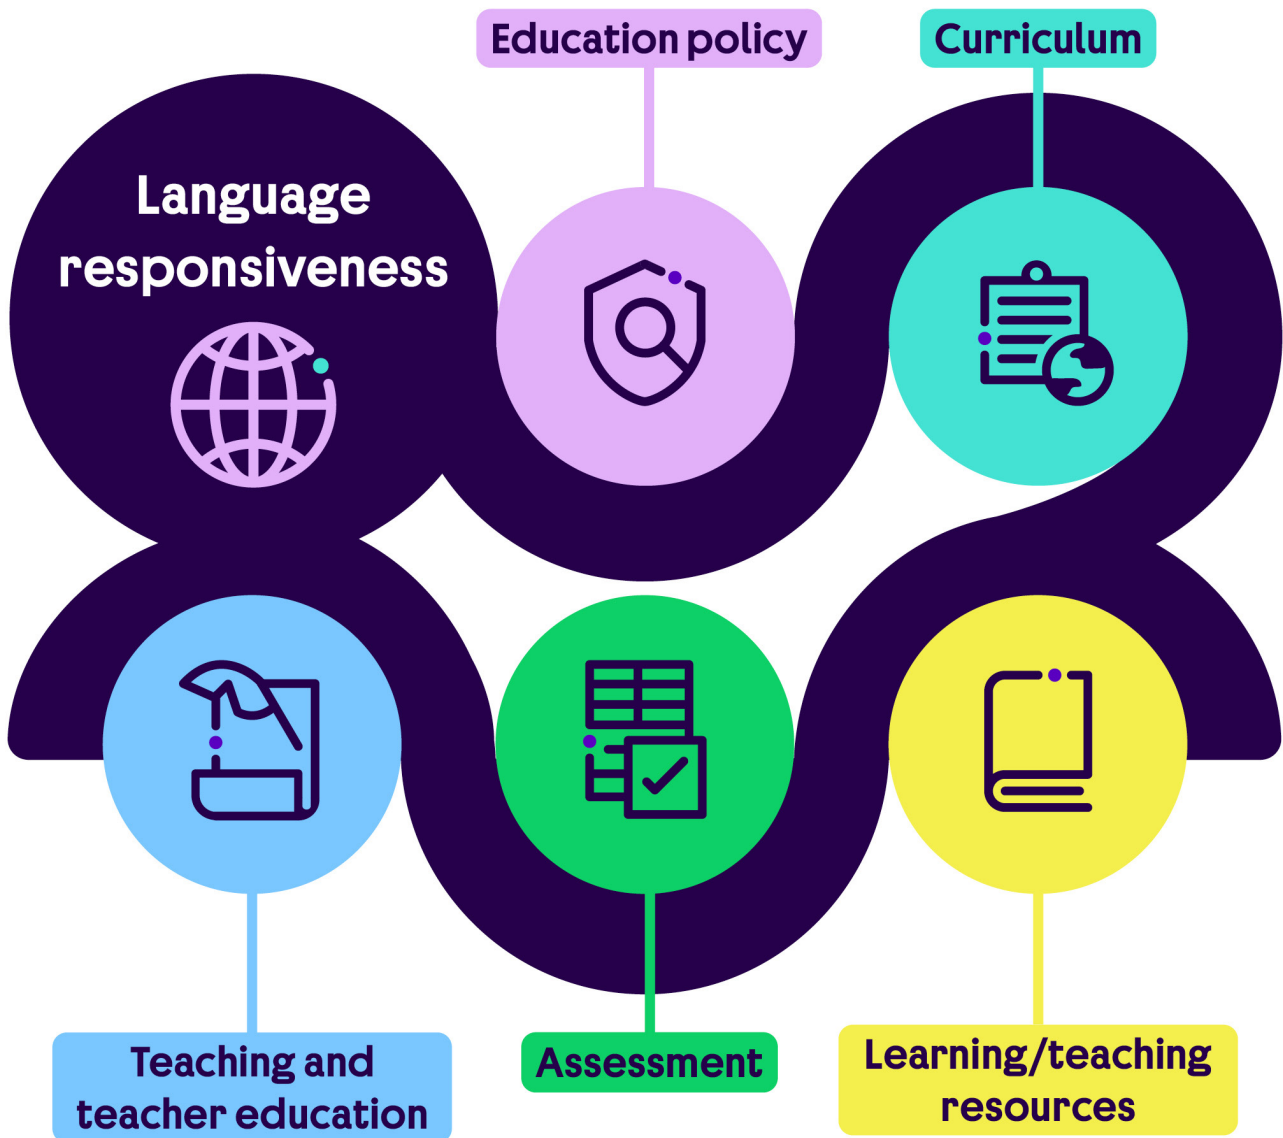 Education policy
Curriculum
Language
responsiveness
Teaching and
teacher education
Assessment
Learning/teaching
resources